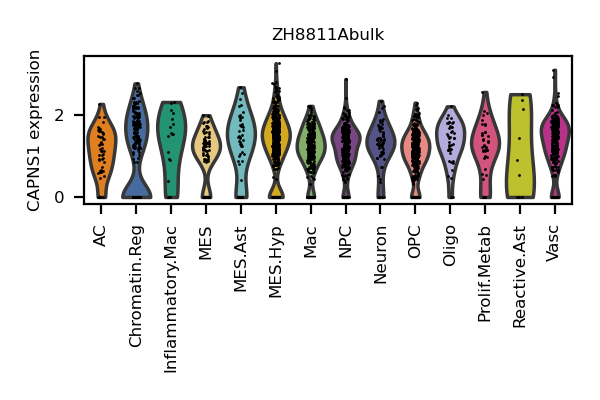 ZH8811Abulk
CAPNS1 expression
2
0
AC
Chromatin.Reg
Inflammatory.Mac
MES
MES.Ast
MES.Hyp
Mac
NPC
Neuron
OPC
Oligo
Prolif.Metab
Reactive.Ast
Vasc